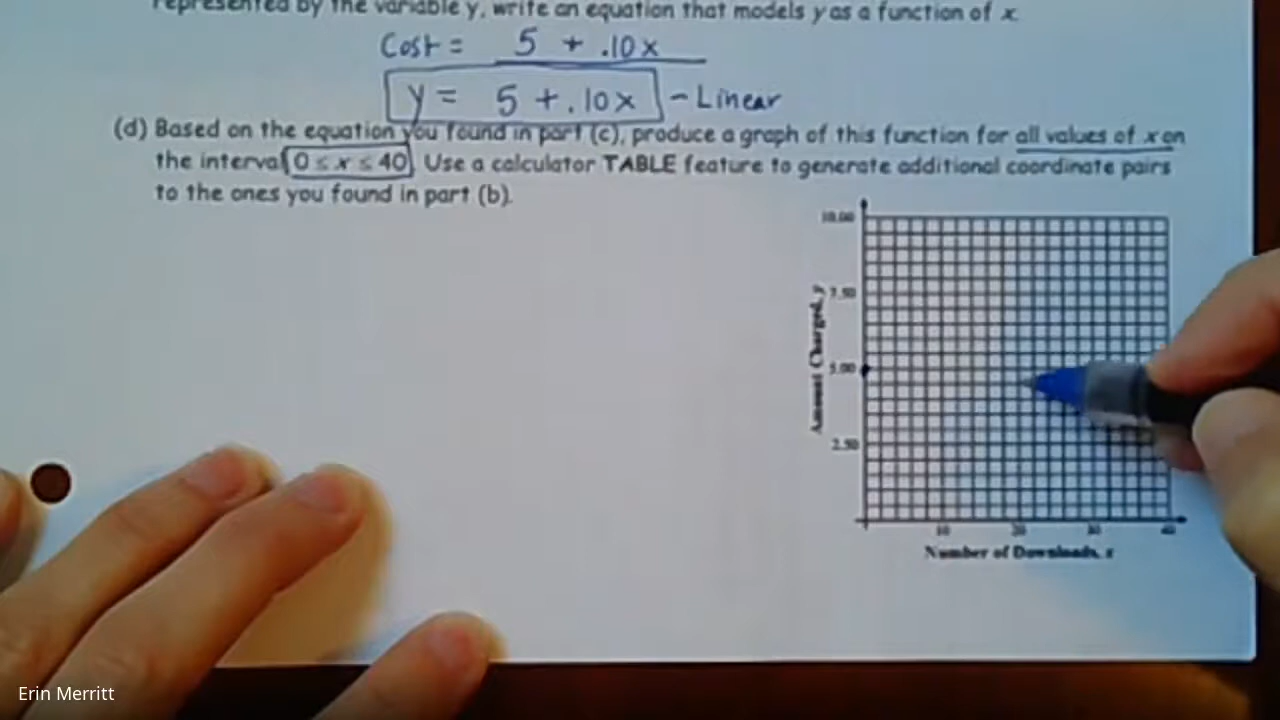 represented by the variable y, write an equation that models y as a function of x.
Cost = 5 + .10x
y = 5 + .10x - Linear
(d) Based on the equation you found in part (c), produce a graph of this function for all values of x on
the interval 0 ≤ x ≤ 40. Use a calculator TABLE feature to generate additional coordinate pairs
to the ones you found in part (b).
10.00
7.50
5.00
2.50
Amount Charged, y
10 20 30 40
Number of Downloads, x
Erin Merritt